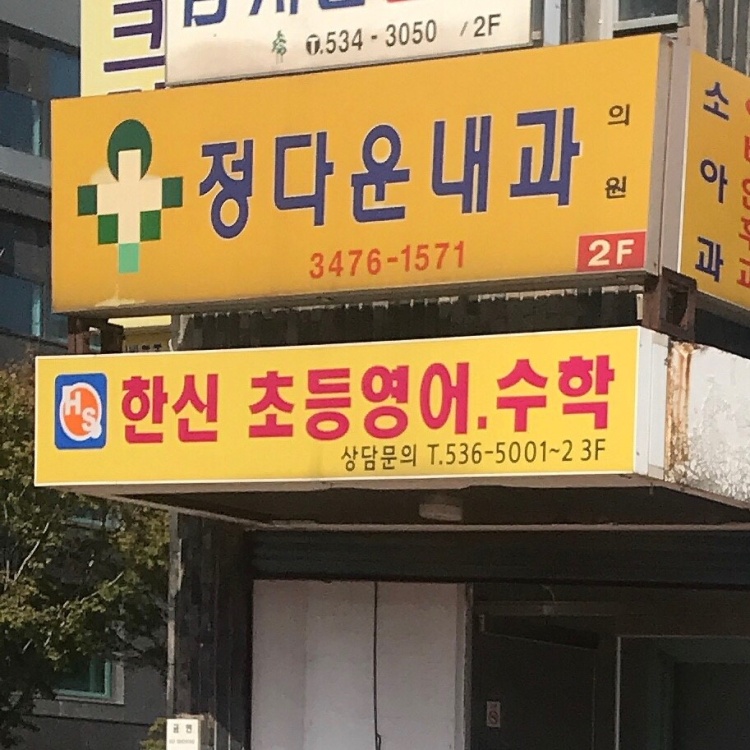 크
534-3050 / 2F
정다운내과 의원
3476-1571 2F
소아과
HS 한신 초등영어.수학
상담문의 T.536-5001~2 3F